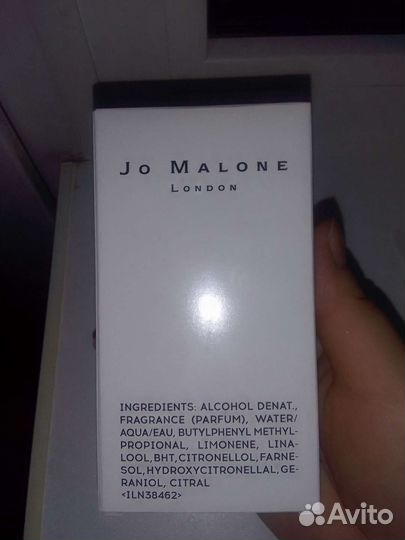 JO MALONE
LONDON
INGREDIENTS: ALCOHOL DENAT.,
FRAGRANCE (PARFUM), WATER/
AQUA/EAU, BUTYLPHENYL METHYL-
PROPIONAL, LIMONENE, LINA-
LOOL, BHT, CITRONELLOL, FARNE-
SOL, HYDROXYCITRONELLAL, GE-
RANIOL, CITRAL
<ILN38462>
Avito